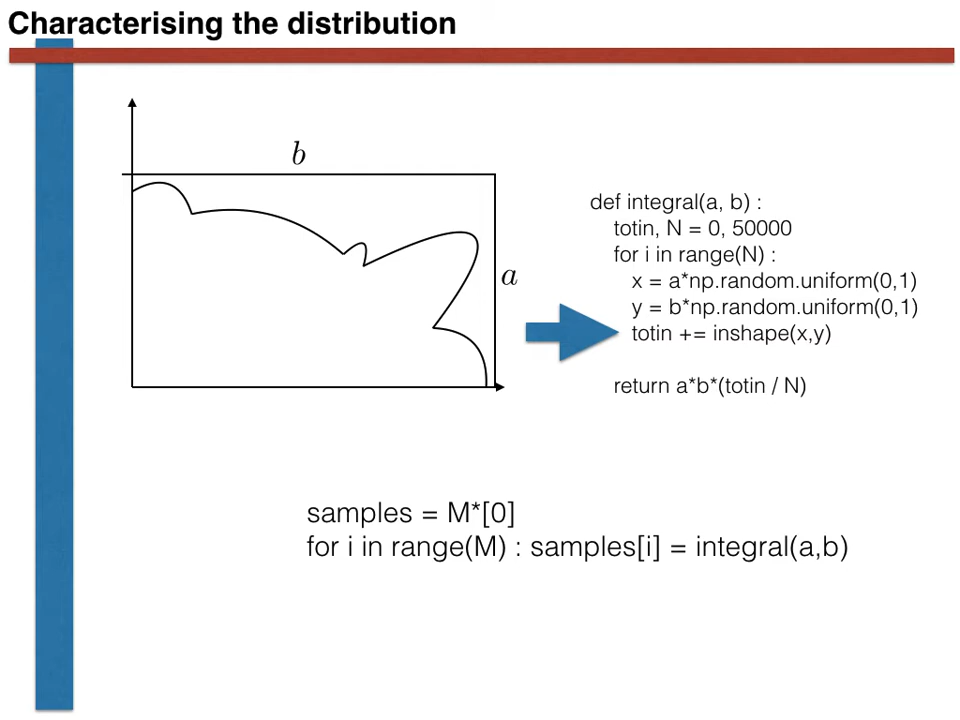 Characterising the distribution
b
a
def integral(a, b) :
totin, N = 0, 50000
for i in range(N) :
x = a*np.random.uniform(0,1)
y = b*np.random.uniform(0,1)
totin += inshape(x,y)
return a*b*(totin / N)
samples = M*[0]
for i in range(M) : samples[i] = integral(a,b)